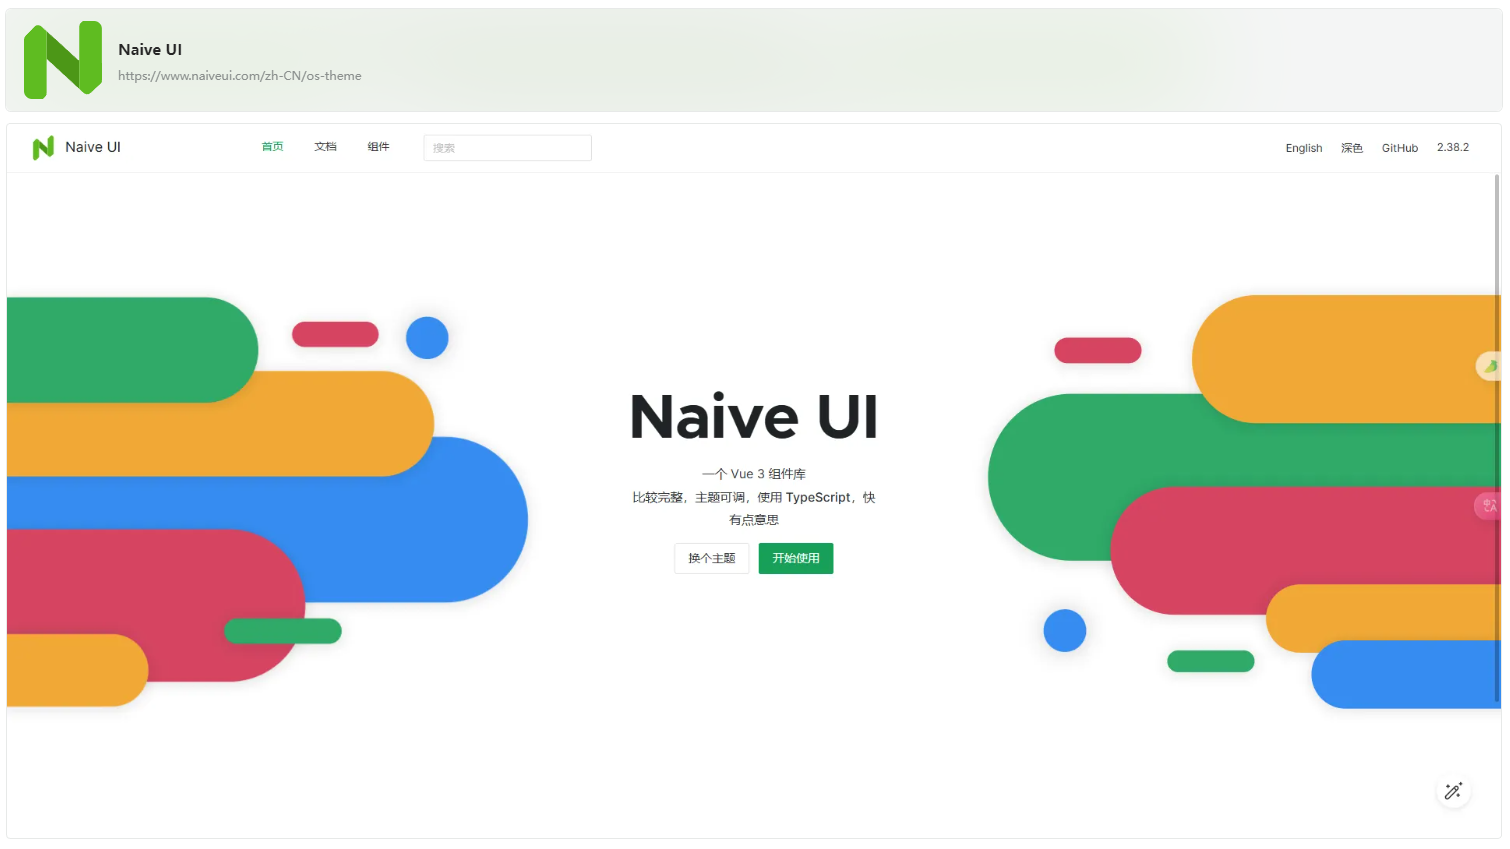 Naive UI
https://www.naiveui.com/zh-CN/os-theme
Naive UI
首页
文档
组件
搜索
English
深色
GitHub
2.38.2
Naive UI
一个 Vue 3 组件库
比较完整，主题可调，使用 TypeScript，快
有点意思
换个主题
开始使用